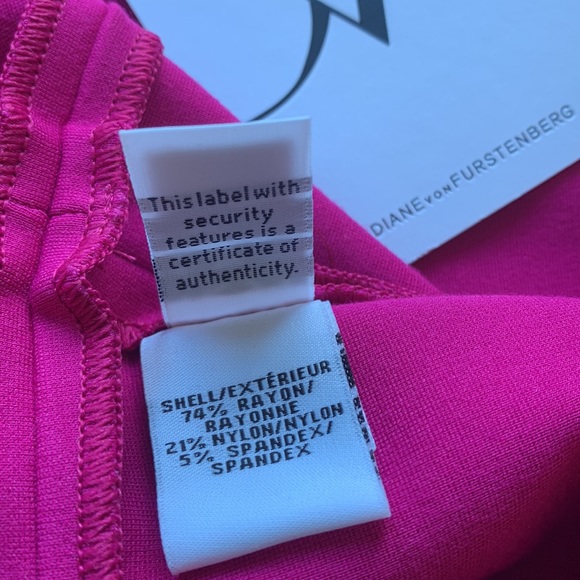 DIANE VON FURSTENBERG
This label with
security
features is a
certificate of
authenticity.
SHELL/EXTÉRIEUR
74% RAYON/
RAYONNE
21% NYLON/NYLON
5% SPANDEX/
SPANDEX